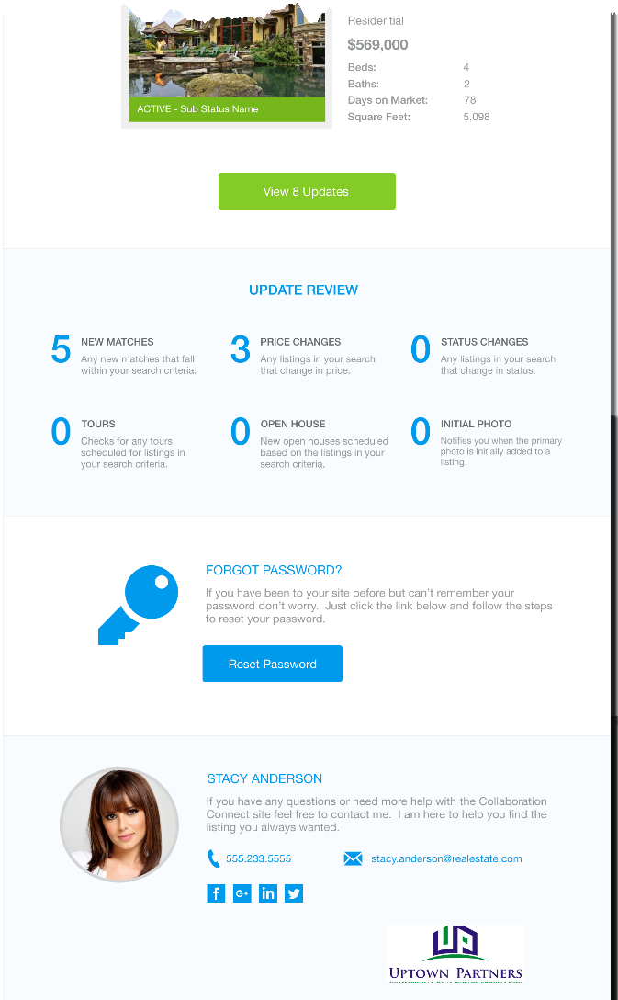 Residential
$569,000
Beds: 4
Baths: 2
Days on Market: 78
Square Feet: 5,098
ACTIVE - Sub Status Name
View 8 Updates
UPDATE REVIEW
5 NEW MATCHES
Any new matches that fall
within your search criteria.
3 PRICE CHANGES
Any listings in your search
that change in price.
0 STATUS CHANGES
Any listings in your search
that change in status.
0 TOURS
Checks for any tours
scheduled for listings in
your search criteria.
0 OPEN HOUSE
New open houses scheduled
based on the listings in your
search criteria.
0 INITIAL PHOTO
Notifies you when the primary
photo is initially added to a
listing.
FORGOT PASSWORD?
If you have been to your site before but can't remember your
password don't worry.  Just click the link below and follow the steps
to reset your password.
Reset Password
STACY ANDERSON
If you have any questions or need more help with the Collaboration
Connect site feel free to contact me.  I am here to help you find the
listing you always wanted.
555.233.5555
stacy.anderson@realestate.com
UPTOWN PARTNERS